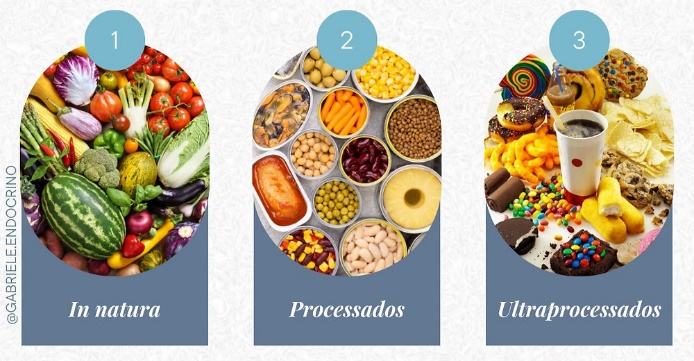 1
2
3
In natura
Processados
Ultraprocessados
@GABRIELE.ENDOCRINO